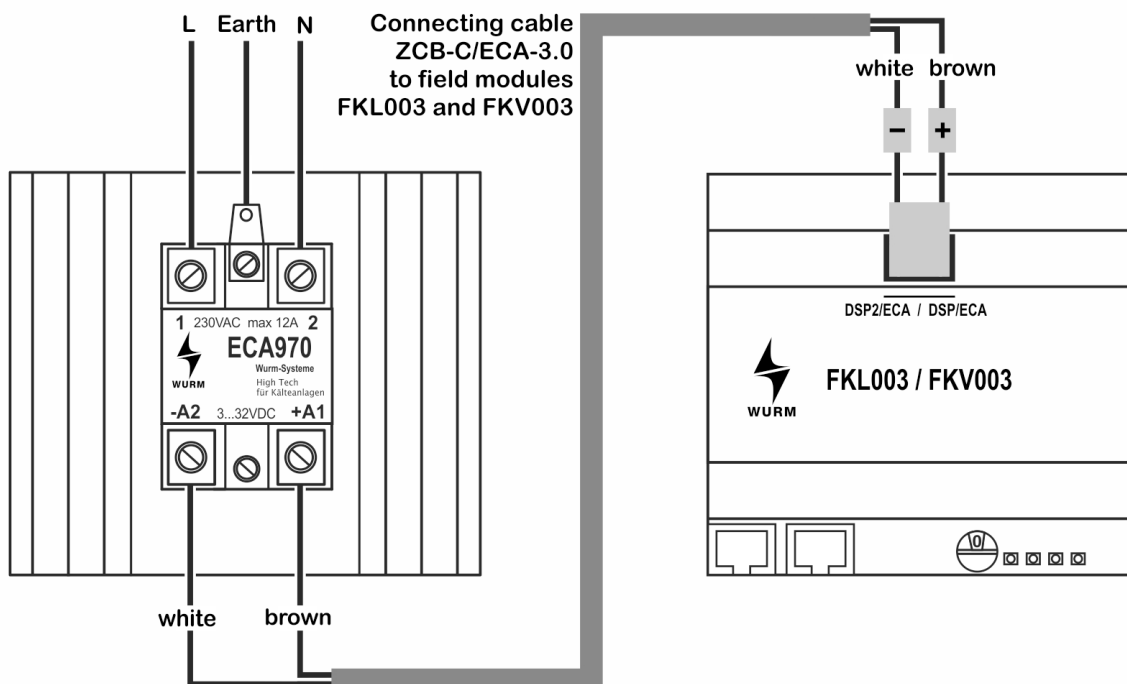 L Earth N
Connecting cable
ZCB-C/ECA-3.0
to field modules
FKL003 and FKV003
white brown
- +
1 230VAC max 12A 2
ECA970
Wurm-Systeme
WURM
High Tech
für Kälteanlagen
-A2 3...32VDC +A1
white brown
DSP2/ECA / DSP/ECA
FKL003 / FKV003
WURM
0